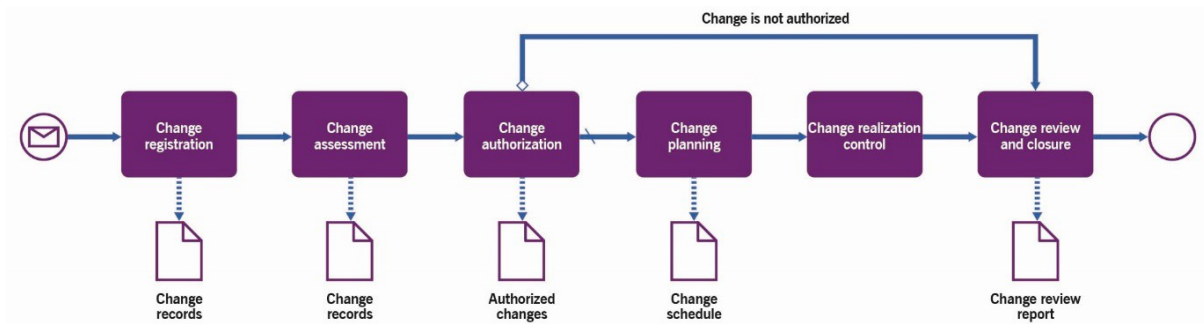 Change is not authorized
Change
registration
Change
assessment
Change
authorization
Change
planning
Change realization
control
Change review
and closure
Change
records
Change
records
Authorized
changes
Change
schedule
Change review
report